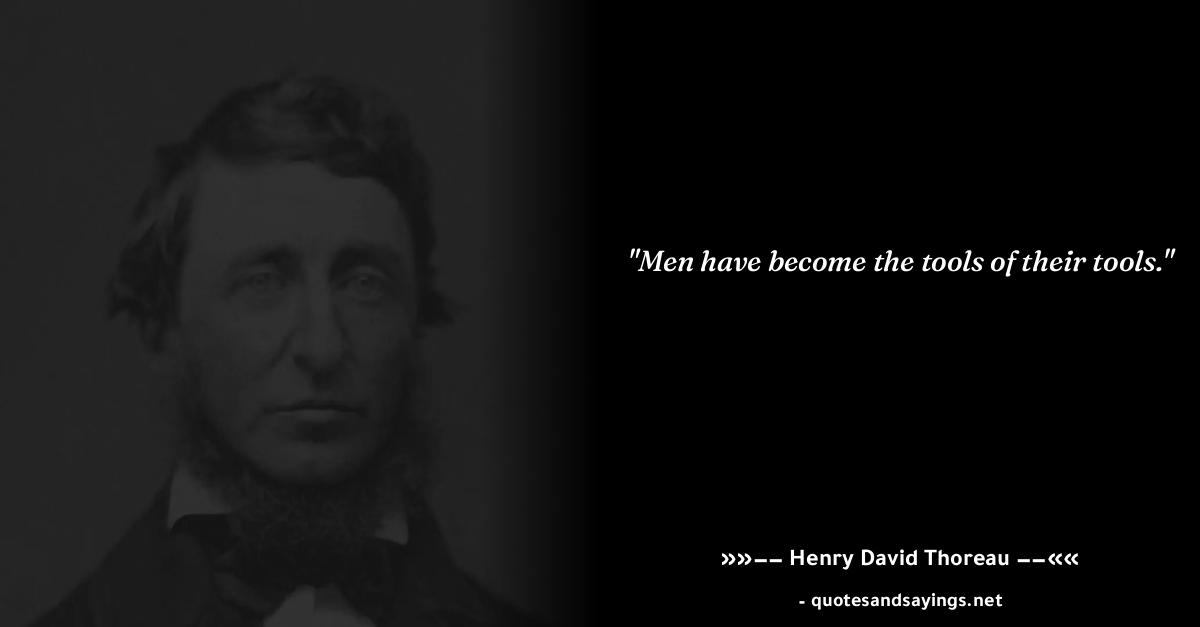 "Men have become the tools of their tools."
»»−− Henry David Thoreau −−««
- quotesandsayings.net